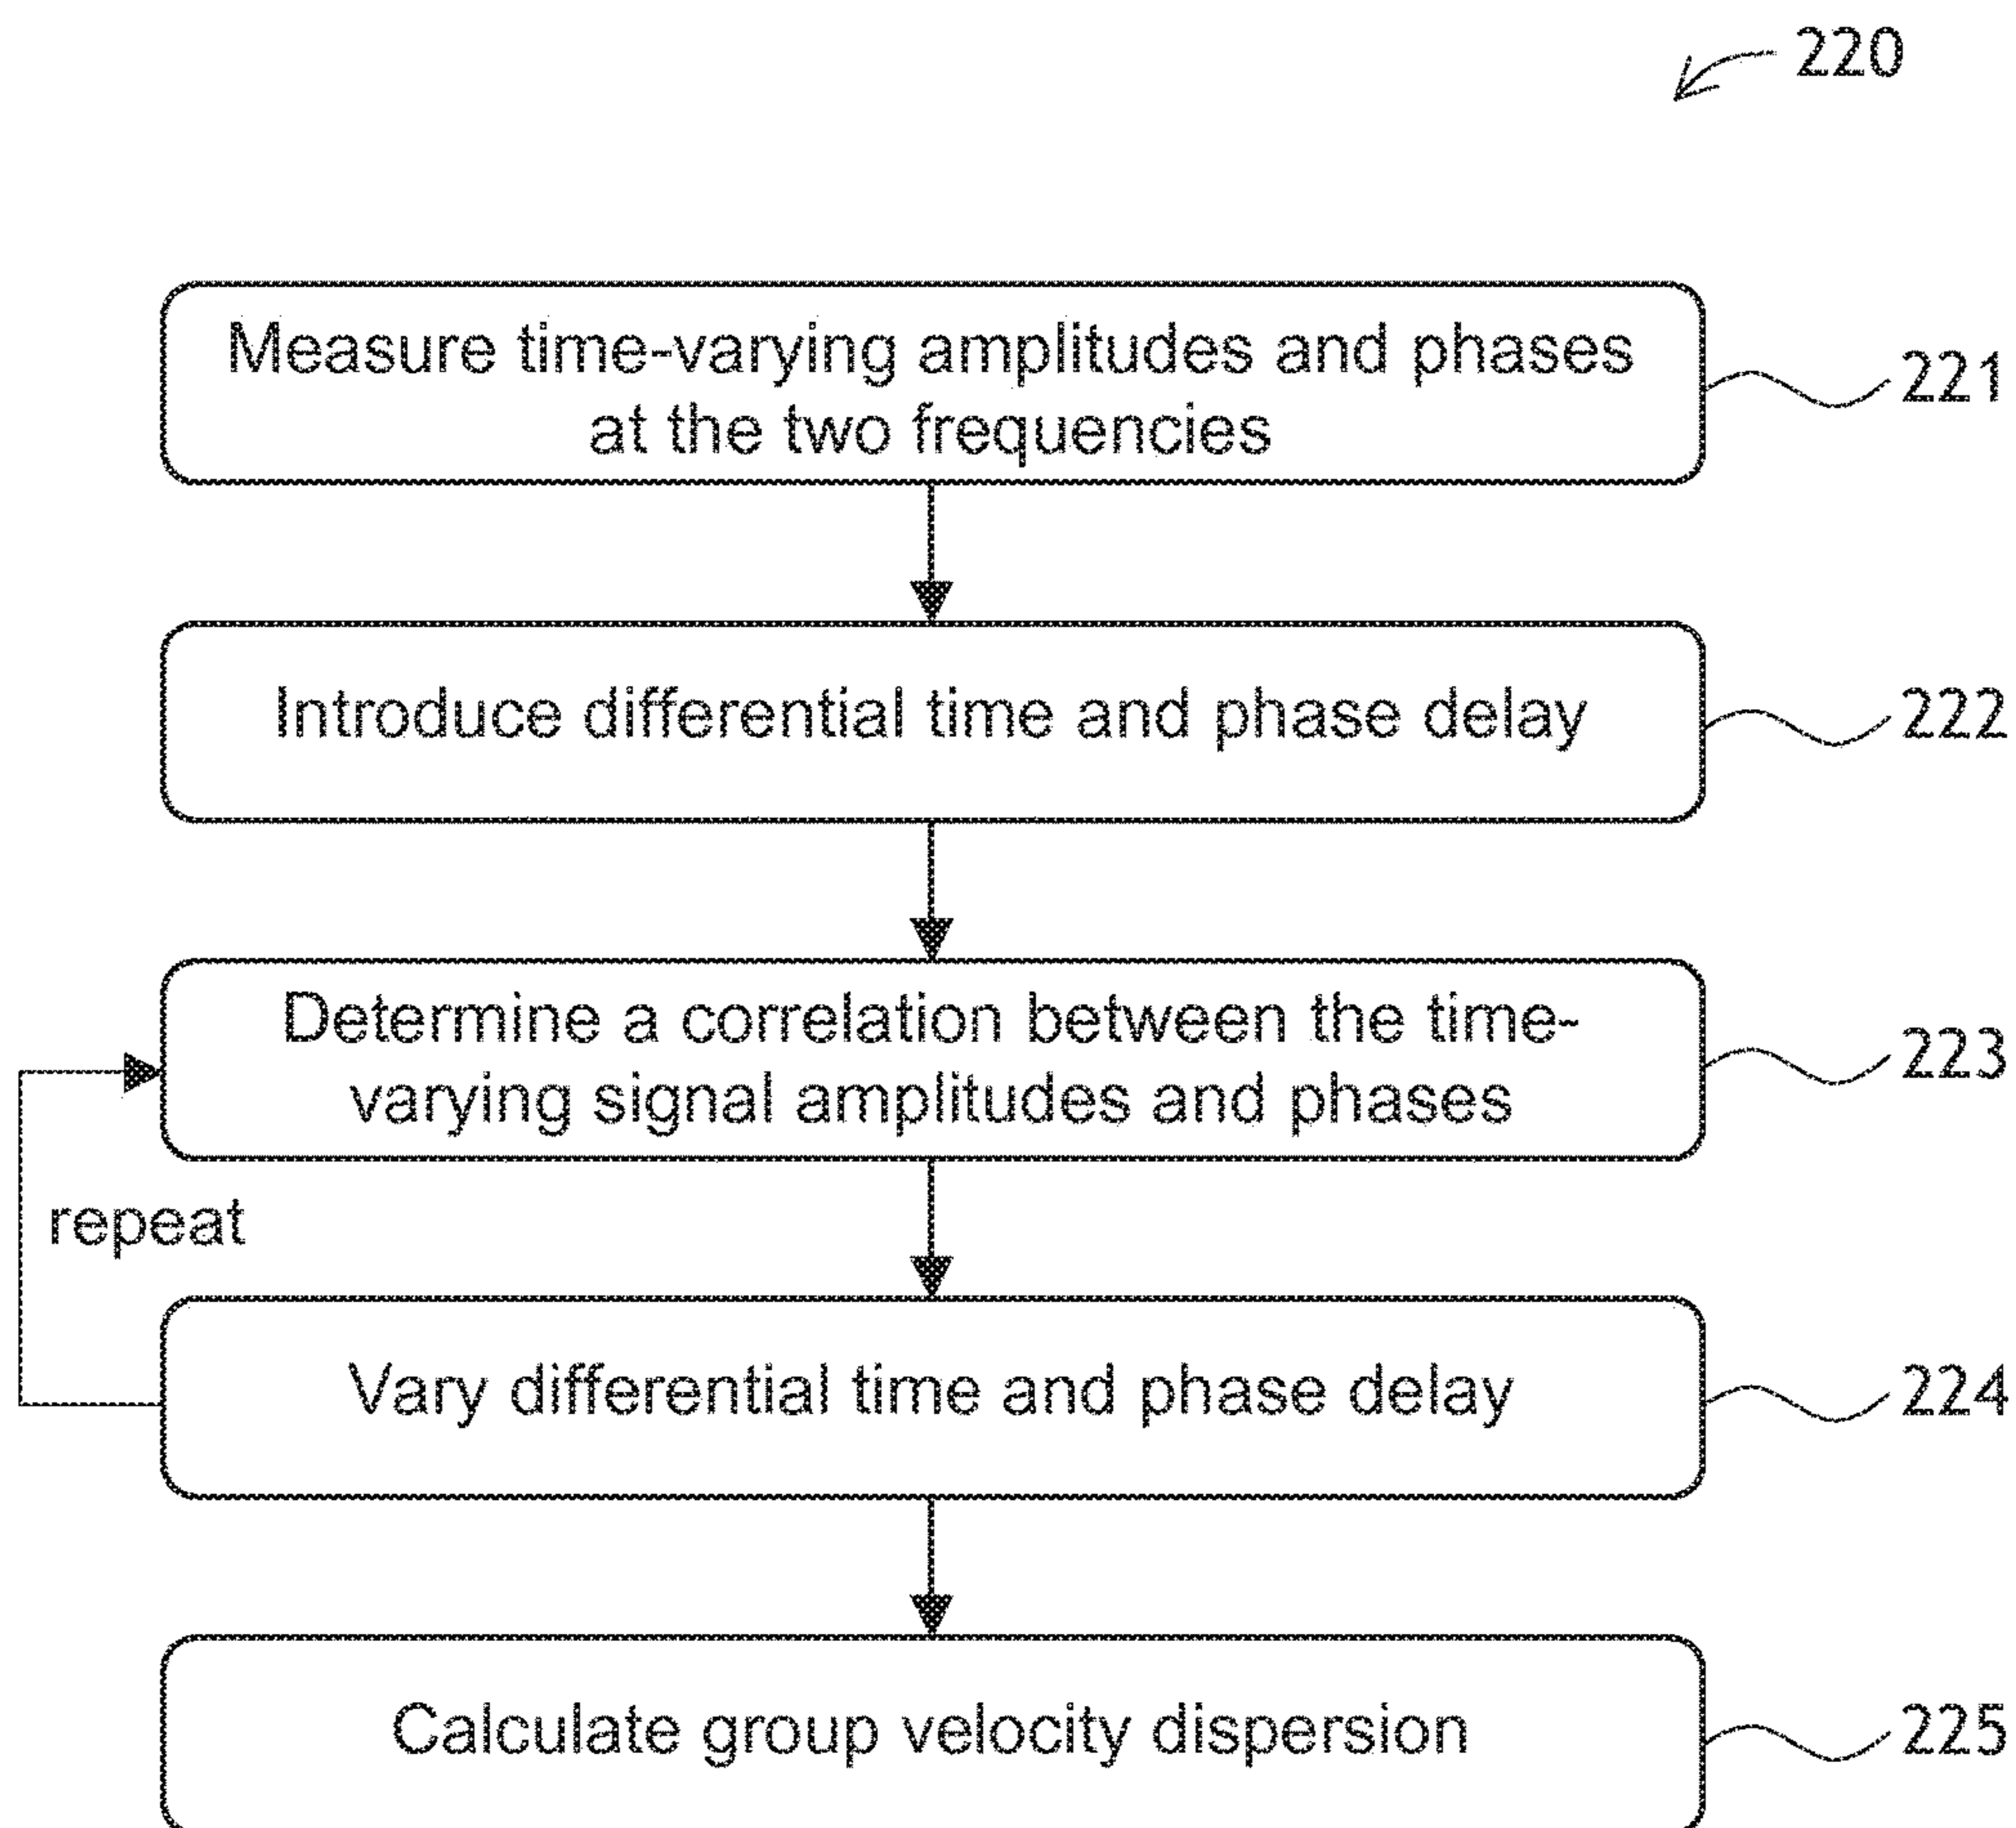 220
Measure time-varying amplitudes and phases
at the two frequencies
221
Introduce differential time and phase delay
222
Determine a correlation between the time-
varying signal amplitudes and phases
223
repeat
Vary differential time and phase delay
224
Calculate group velocity dispersion
225